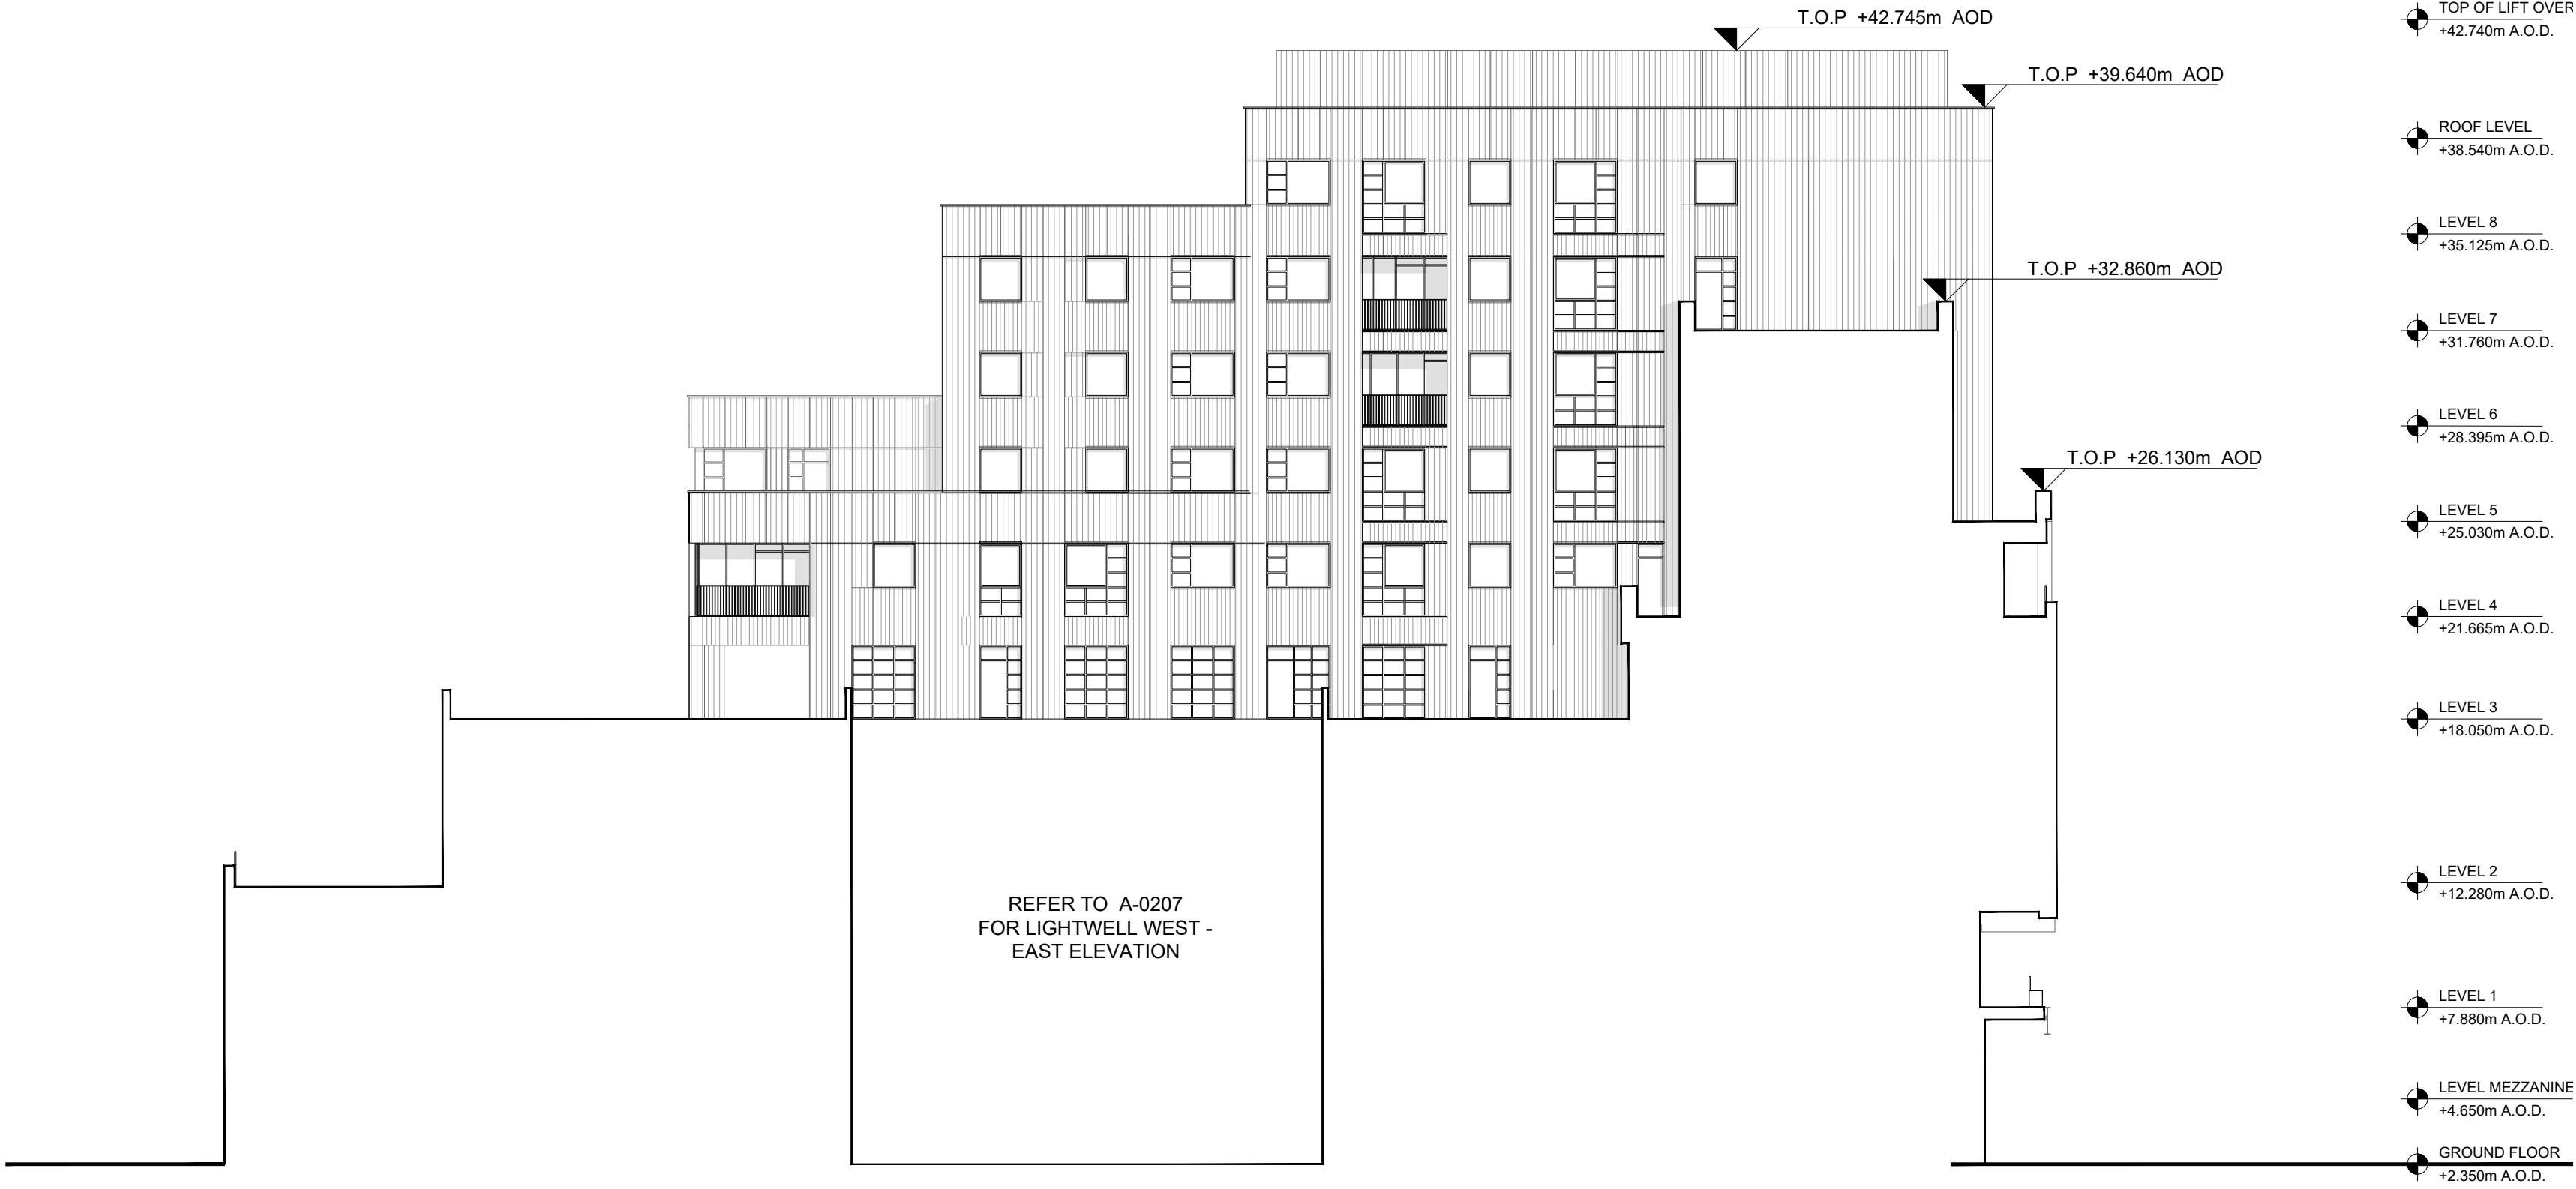 T.O.P +42.745m AOD
TOP OF LIFT OVER
+42.740m A.O.D.
T.O.P +39.640m AOD
ROOF LEVEL
+38.540m A.O.D.
LEVEL 8
+35.125m A.O.D.
T.O.P +32.860m AOD
LEVEL 7
+31.760m A.O.D.
LEVEL 6
+28.395m A.O.D.
T.O.P +26.130m AOD
LEVEL 5
+25.030m A.O.D.
LEVEL 4
+21.665m A.O.D.
LEVEL 3
+18.050m A.O.D.
LEVEL 2
+12.280m A.O.D.
REFER TO A-0207
FOR LIGHTWELL WEST -
EAST ELEVATION
LEVEL 1
+7.880m A.O.D.
LEVEL MEZZANINE
+4.650m A.O.D.
GROUND FLOOR
+2.350m A.O.D.